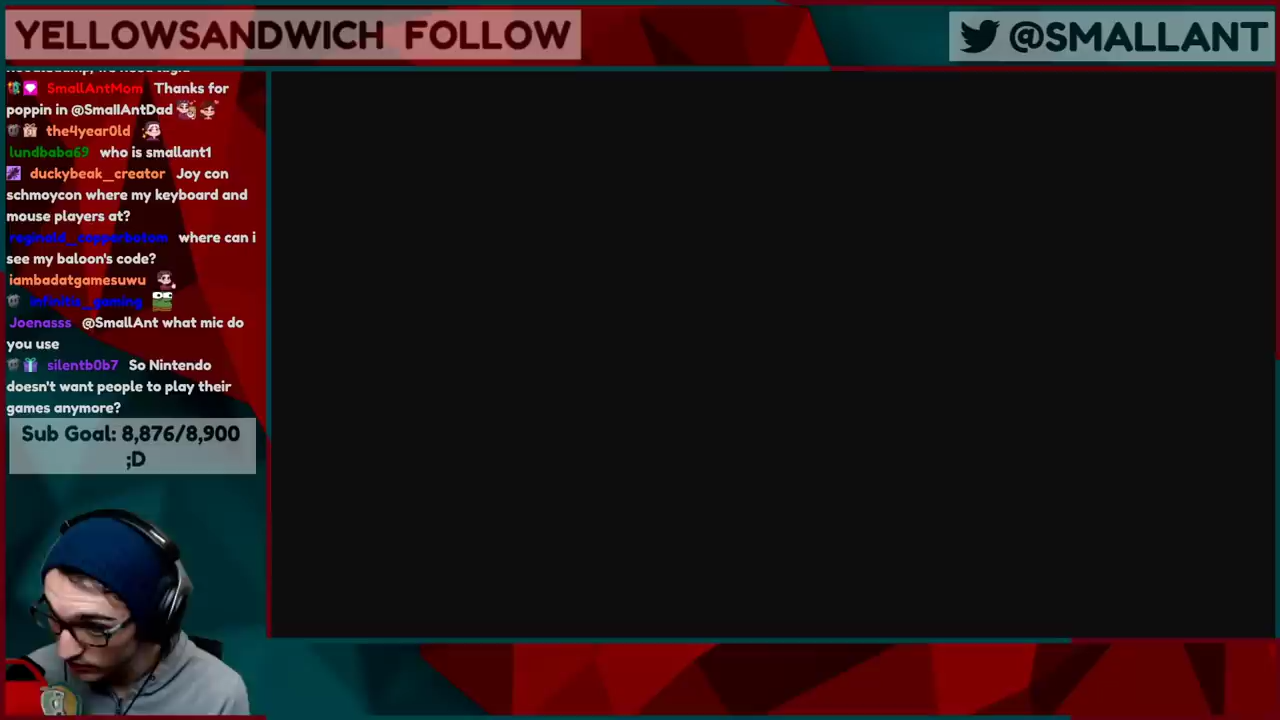 YELLOWSANDWICH FOLLOW
@SMALLANT
SmallAntMom Thanks for
poppin in @SmallAntDad
the4year0ld
lundbaba69 who is smallant1
duckybeak_creator Joy con
schmoycon where my keyboard and
mouse players at?
reginald_copperbotom where can i
see my baloon's code?
iambadatgamesuwu
infinitis_gaming
Joenasss @SmallAnt what mic do
you use
silentb0b7 So Nintendo
doesn't want people to play their
games anymore?
Sub Goal: 8,876/8,900
;D